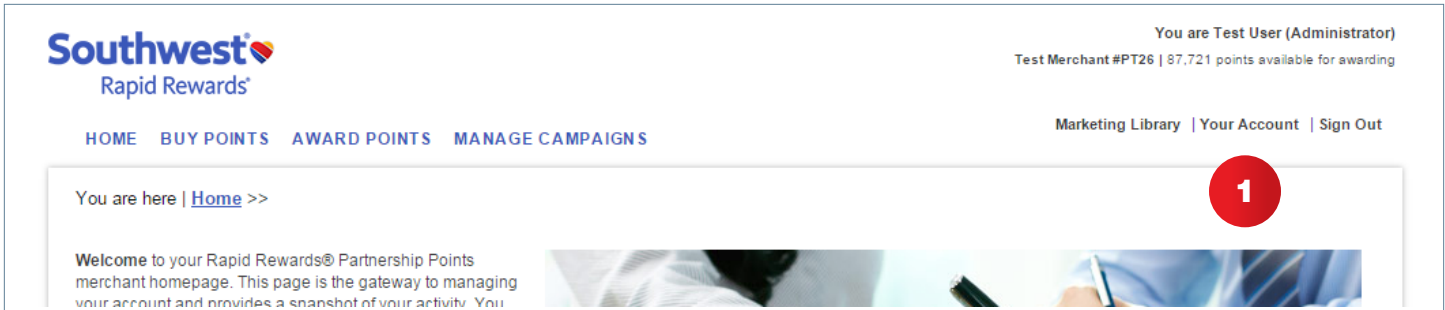 Southwest
Rapid Rewards®
You are Test User (Administrator)
Test Merchant #PT26 | 87,721 points available for awarding
HOME BUY POINTS AWARD POINTS MANAGE CAMPAIGNS
Marketing Library | Your Account | Sign Out
You are here | Home >>
1
Welcome to your Rapid Rewards® Partnership Points
merchant homepage. This page is the gateway to managing
your account and provides a snapshot of your activity. You